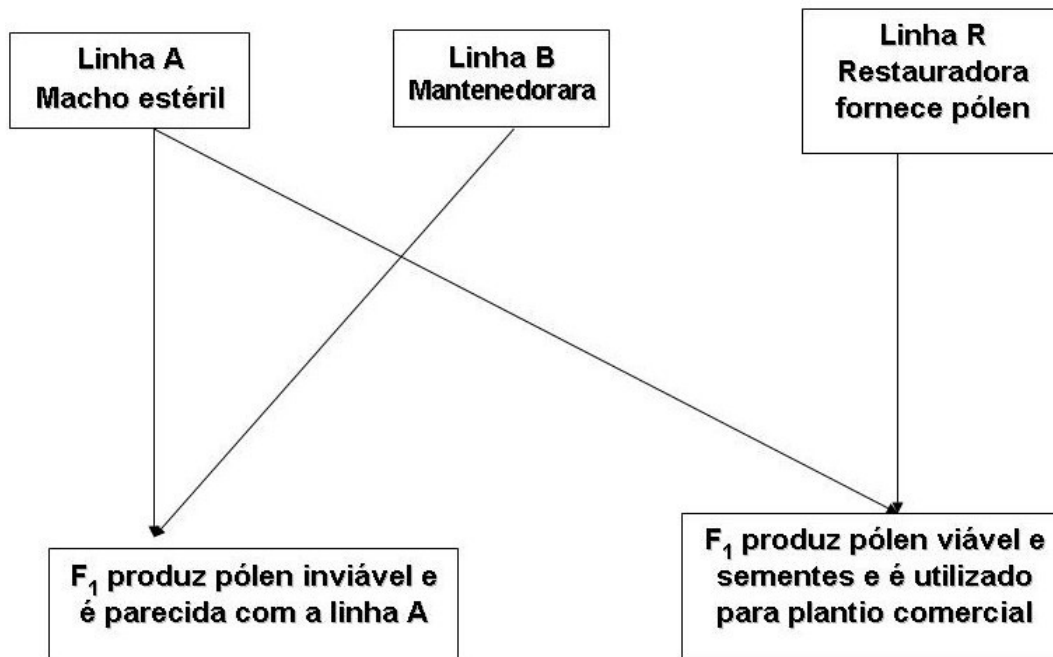 Linha A
Macho estéril
Linha B
Mantenedorara
Linha R
Restauradora
fornece pólen
F₁ produz pólen inviável e
é parecida com a linha A
F₁ produz pólen viável e
sementes e é utilizado
para plantio comercial